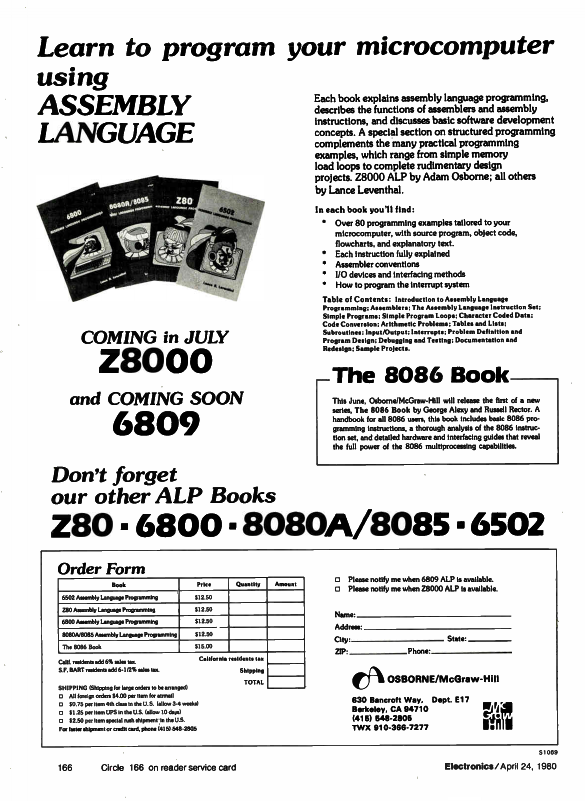 Learn to program your microcomputer
using
ASSEMBLY
LANGUAGE
Each book explains assembly language programming,
describes the functions of assemblers and assembly
instructions, and discusses basic software development
concepts. A special section on structured programming
complements the many practical programming
examples, which range from simple memory
load loops to complete rudimentary design
projects. Z8000 ALP by Adam Osborne; all others
by Lance Leventhal.
In each book you'll find:
• Over 80 programming examples tailored to your
microcomputer, with source program, object code,
flowcharts, and explanatory text.
• Each instruction fully explained
• Assembler conventions
• I/O devices and interfacing methods
• How to program the interrupt system
Table of Contents: Introduction to Assembly Language
Programming; Assemblers; The Assembly Language Instruction Set;
Simple Programs; Simple Program Loops; Character Coded Data;
Code Conversion; Arithmetic Problems; Tables and Lists;
Subroutines; Input/Output; Interrupts; Problem Definition and
Program Design; Debugging and Testing; Documentation and
Redesign; Sample Projects.
6800
8080A/8085
Z80
6502
COMING in JULY
Z8000
and COMING SOON
6809
The 8086 Book
This June, Osborne/McGraw-Hill will release the first of a new
series, The 8086 Book by George Alexy and Russell Rector. A
handbook for all 8086 users, this book includes basic 8086 pro-
gramming instructions, a thorough analysis of the 8086 instruc-
tion set, and detailed hardware and interfacing guides that reveal
the full power of the 8086 multiprocessing capabilities.
Don't forget
our other ALP Books
Z80 ▪ 6800 ▪ 8080A/8085 ▪ 6502
Order Form
Book Price Quantity Amount
6502 Assembly Language Programming $12.50
Z80 Assembly Language Programming $12.50
6800 Assembly Language Programming $12.50
8080A/8085 Assembly Language Programming $12.50
The 8086 Book $15.00
Calif. residents add 6% sales tax.
S.F. BART residents add 6-1/2% sales tax.
California residents tax
Shipping
TOTAL
SHIPPING (Shipping for large orders to be arranged)
□ All foreign orders $4.00 per item for airmail
□ $0.75 per item 4th class in the U.S. (allow 3-4 weeks)
□ $1.25 per item UPS in the U.S. (allow 10 days)
□ $2.50 per item special rush shipment in the U.S.
For faster shipment or credit card, phone (415) 548-2805
□ Please notify me when 6809 ALP is available.
□ Please notify me when Z8000 ALP is available.
Name:
Address:
City: State:
ZIP: Phone:
OSBORNE/McGraw-Hill
630 Bancroft Way, Dept. E17
Berkeley, CA 94710
(415) 548-2805
TWX 910-366-7277
Mc
Graw
Hill
S1069
166 Circle 166 on reader service card
Electronics/April 24, 1980